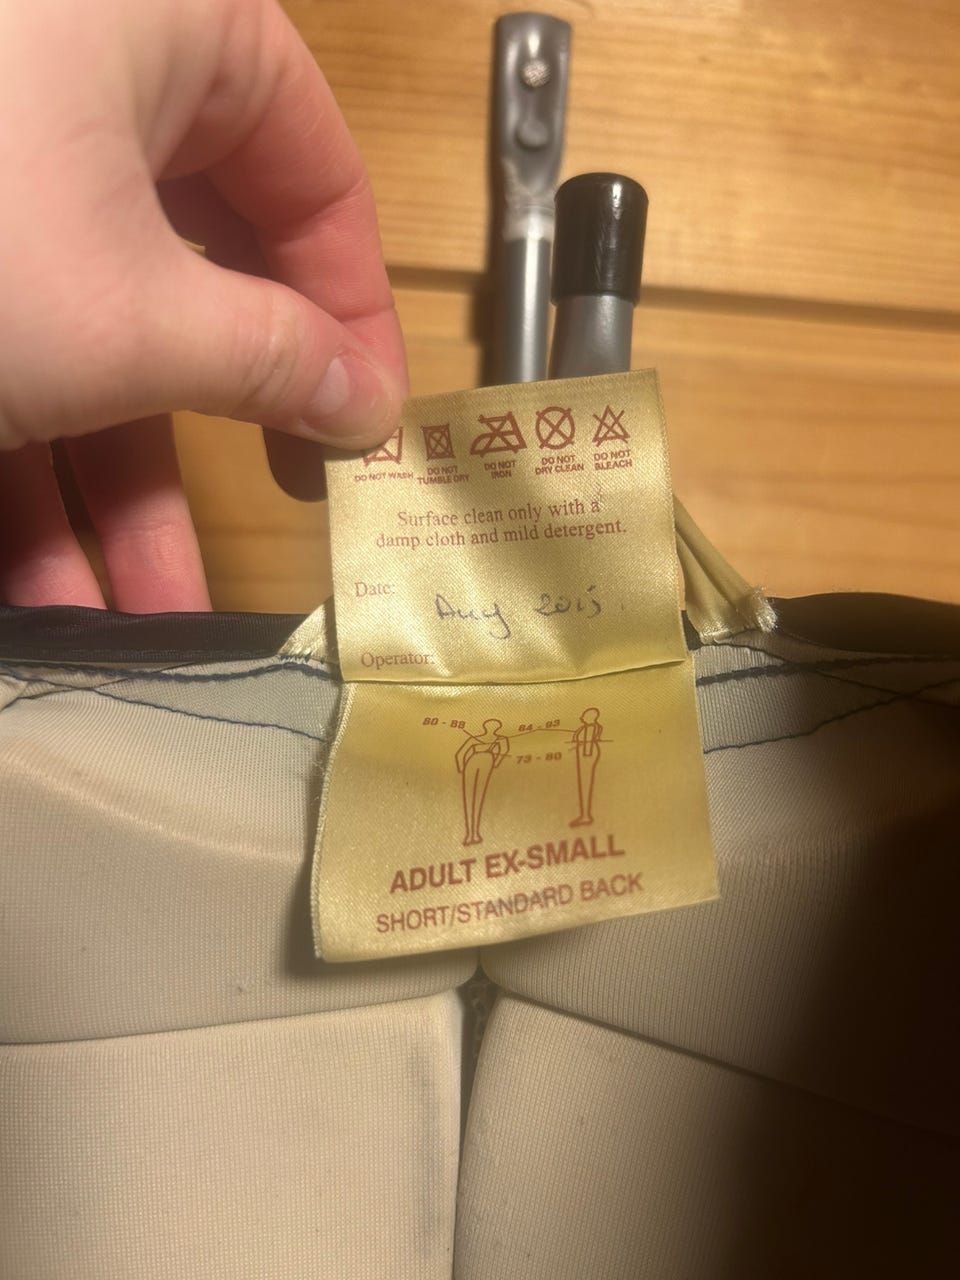 DO NOT WASH
DO NOT TUMBLE DRY
DO NOT IRON
DO NOT DRY CLEAN
DO NOT BLEACH
Surface clean only with a
damp cloth and mild detergent.
Date: Aug 2015.
Operator:
80 - 88
84 - 93
73 - 80
ADULT EX-SMALL
SHORT/STANDARD BACK